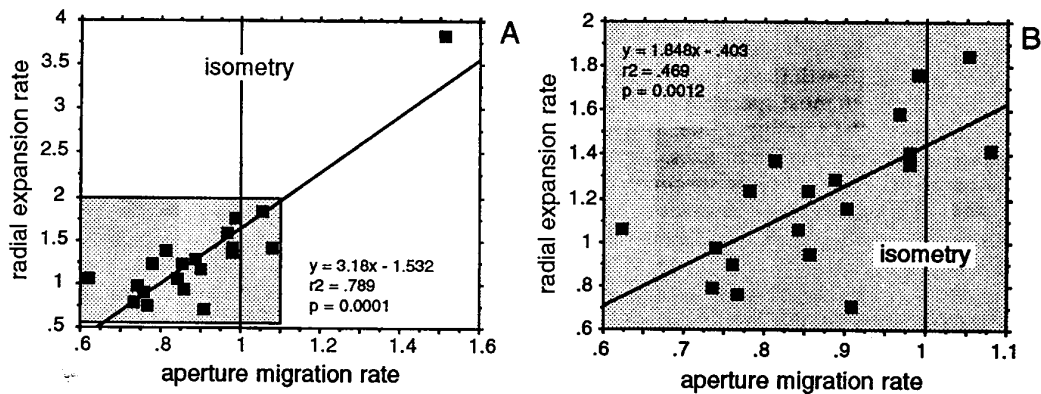 A
radial expansion rate
4
3.5
3
2.5
2
1.5
1
.5
isometry
y = 3.18x - 1.532
r2 = .789
p = 0.0001
.6
.8
1
1.2
1.4
1.6
aperture migration rate
B
radial expansion rate
2
1.8
1.6
1.4
1.2
1
.8
.6
y = 1.848x - .403
r2 = .469
p = 0.0012
isometry
.6
.7
.8
.9
1
1.1
aperture migration rate